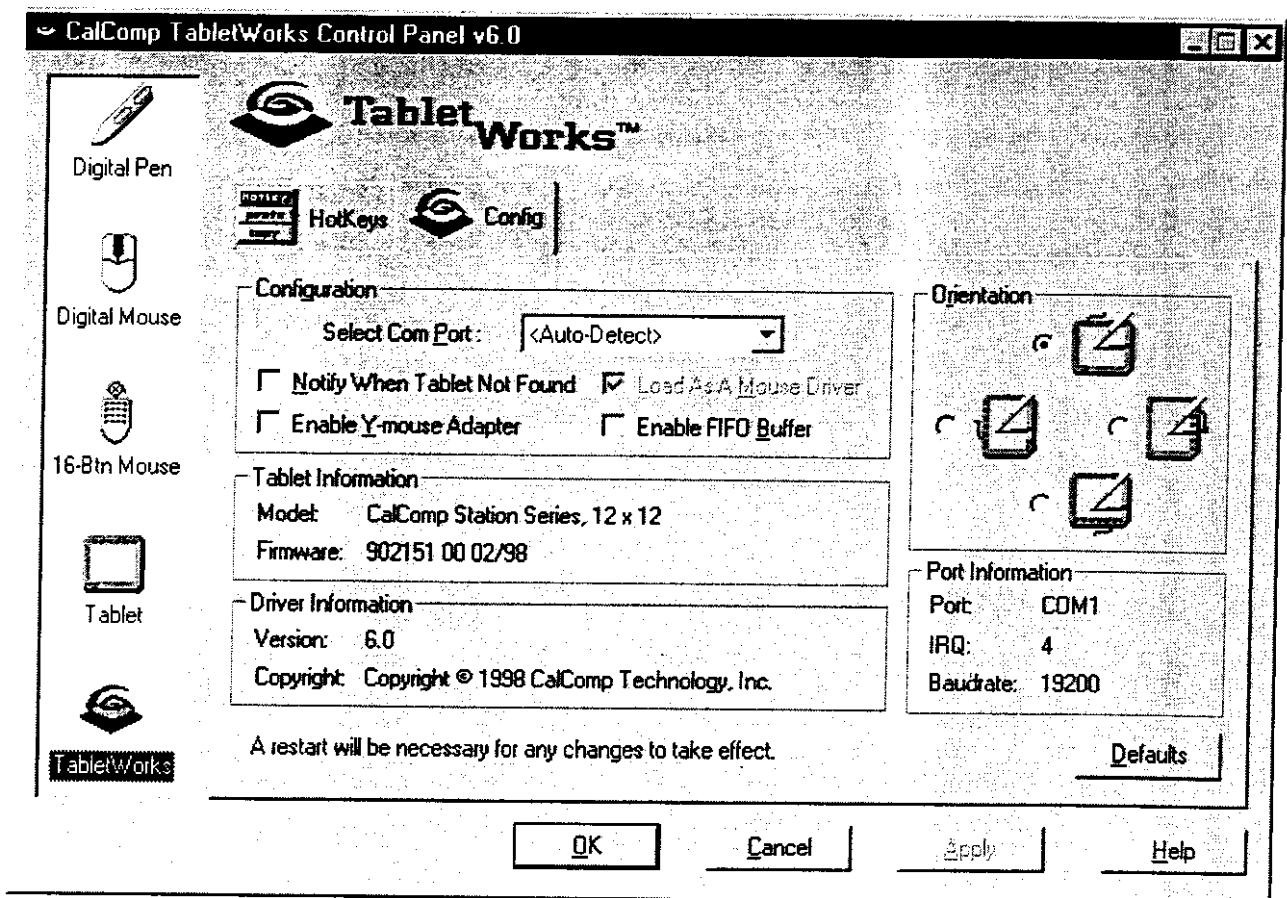 CalComp TabletWorks Control Panel v6.0
Digital Pen
Digital Mouse
16-Btn Mouse
Tablet
TabletWorks
Tablet Works™
HotKeys
Config
Configuration
Select Com Port: <Auto-Detect>
Notify When Tablet Not Found
Load As A Mouse Driver
Enable Y-mouse Adapter
Enable FIFO Buffer
Tablet Information
Model: CalComp Station Series, 12 x 12
Firmware: 902151 00 02/98
Driver Information
Version: 6.0
Copyright: Copyright © 1998 CalComp Technology, Inc.
A restart will be necessary for any changes to take effect.
Orientation
Port Information
Port: COM1
IRQ: 4
Baudrate: 19200
Defaults
OK
Cancel
Apply
Help